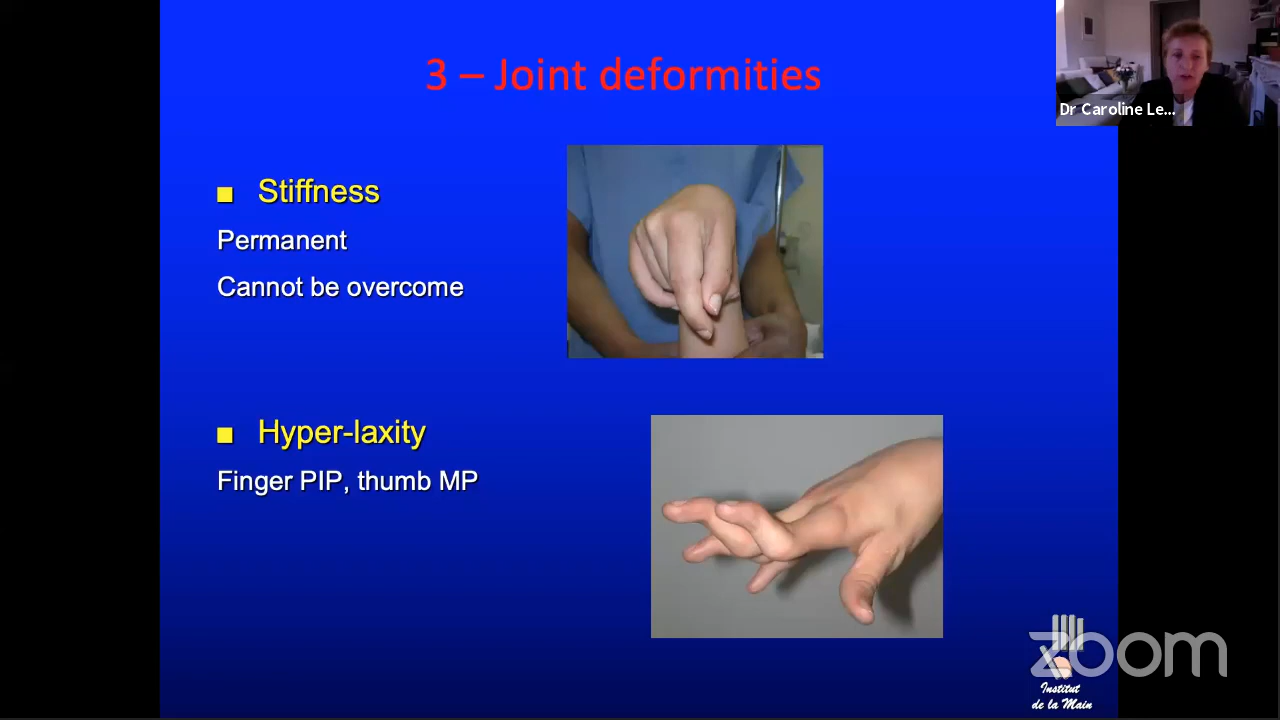 3 – Joint deformities
Dr Caroline Le...
■ Stiffness
Permanent
Cannot be overcome
■ Hyper-laxity
Finger PIP, thumb MP
zoom
Institut
de la Main